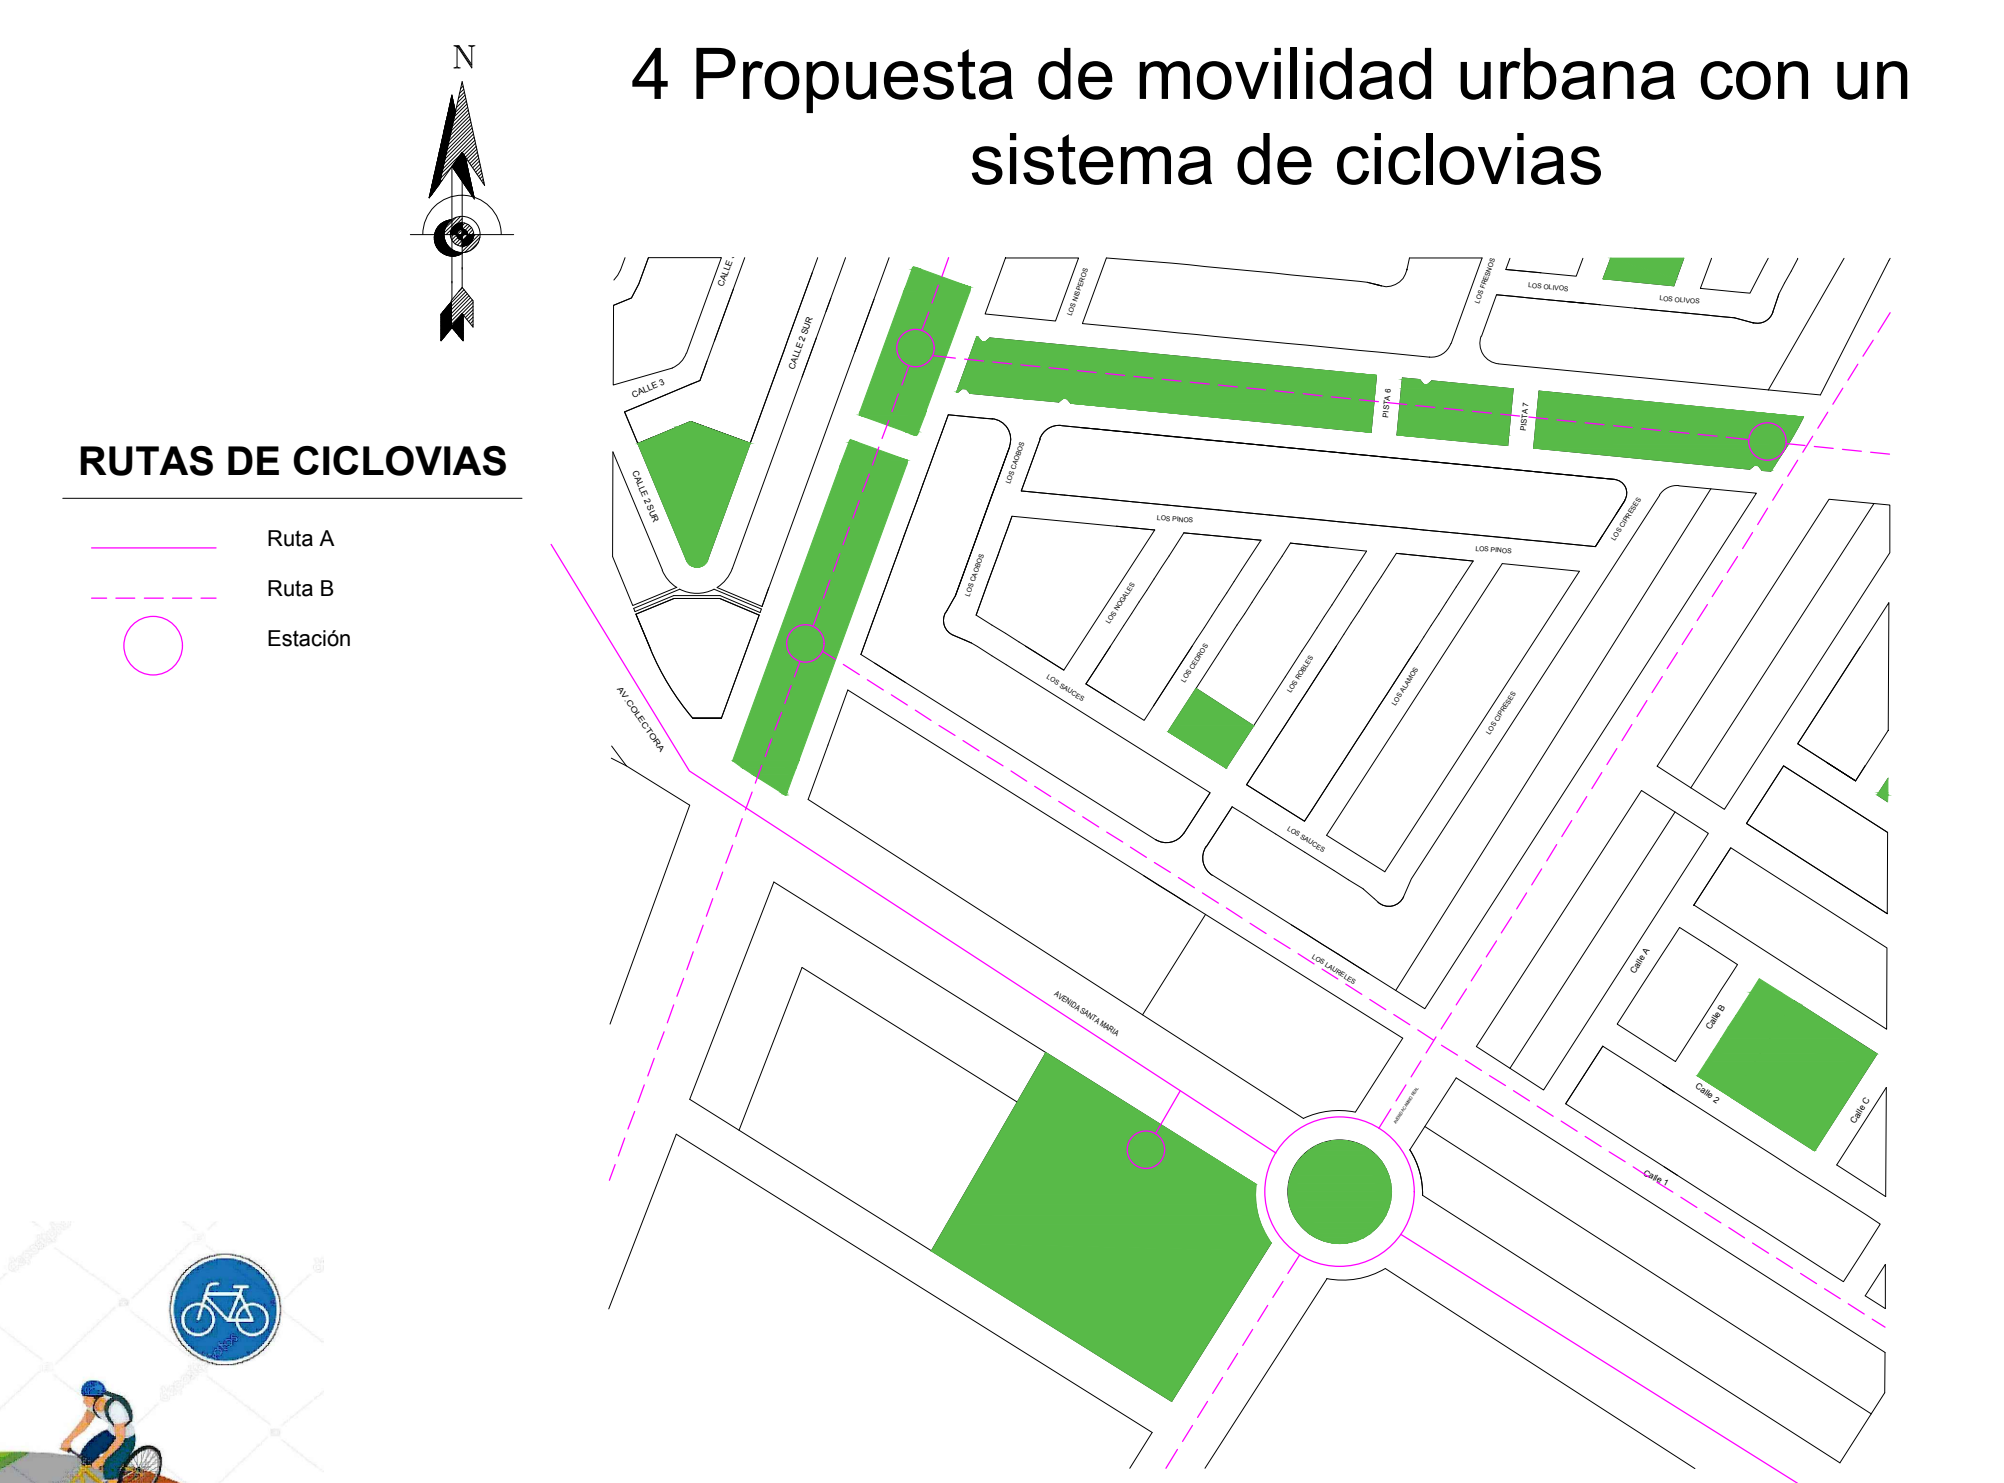 N
4 Propuesta de movilidad urbana con un
sistema de ciclovias
RUTAS DE CICLOVIAS
Ruta A
Ruta B
Estación
CALLE
CALLE 2 SUR
CALLE 3
CALLE 2 SUR
AV.COLECTORA
LOS NISPEROS
LOS FRESNOS
LOS OLIVOS
LOS OLIVOS
PISTA 6
PISTA 7
LOS CAOBOS
LOS CAOBOS
LOS PINOS
LOS PINOS
LOS CIPRESES
LOS NOGALES
LOS CEDROS
LOS ROBLES
LOS ALAMOS
LOS CIPRESES
LOS SAUCES
LOS SAUCES
LOS LAURELES
AVENIDA SANTA MARIA
Calle A
Calle B
Calle 2
Calle C
Calle 1